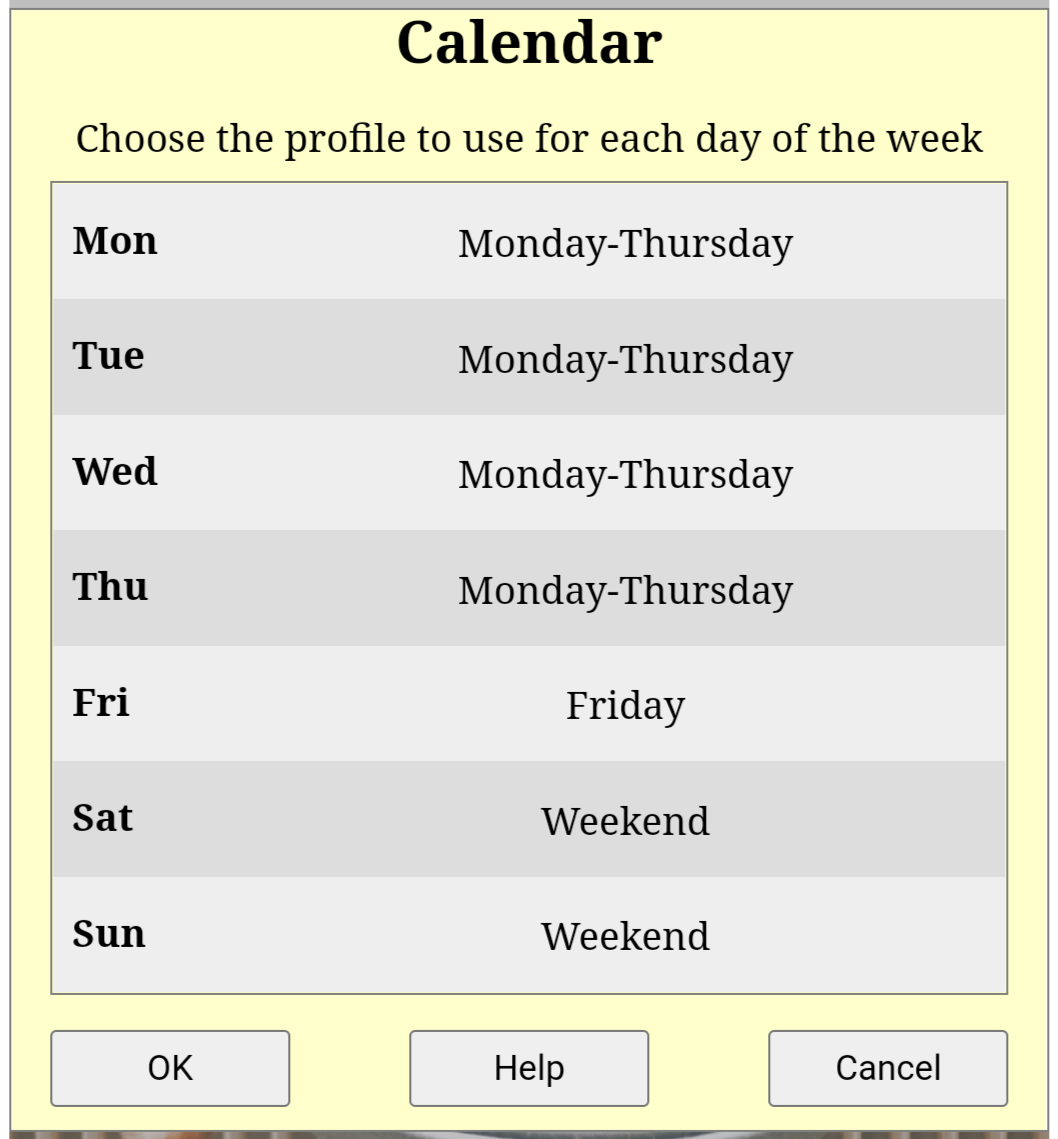 Calendar
Choose the profile to use for each day of the week
Mon Monday-Thursday
Tue Monday-Thursday
Wed Monday-Thursday
Thu Monday-Thursday
Fri Friday
Sat Weekend
Sun Weekend
OK Help Cancel